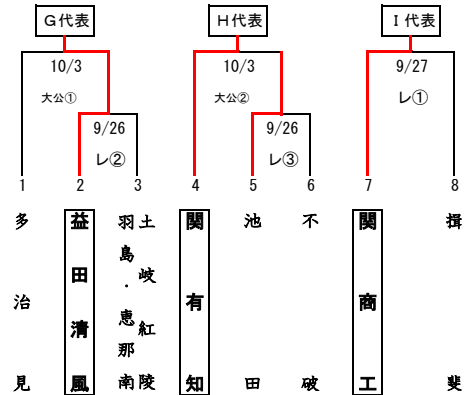 G代表
H代表
I代表
10/3
10/3
9/27
大公①
大公②
レ①
9/26
9/26
レ②
レ③
1
2
3
4
5
6
7
8
多治見
益田清風
羽島・恵那南
土岐紅陵
関有知
池田
不破
関商工
揖斐